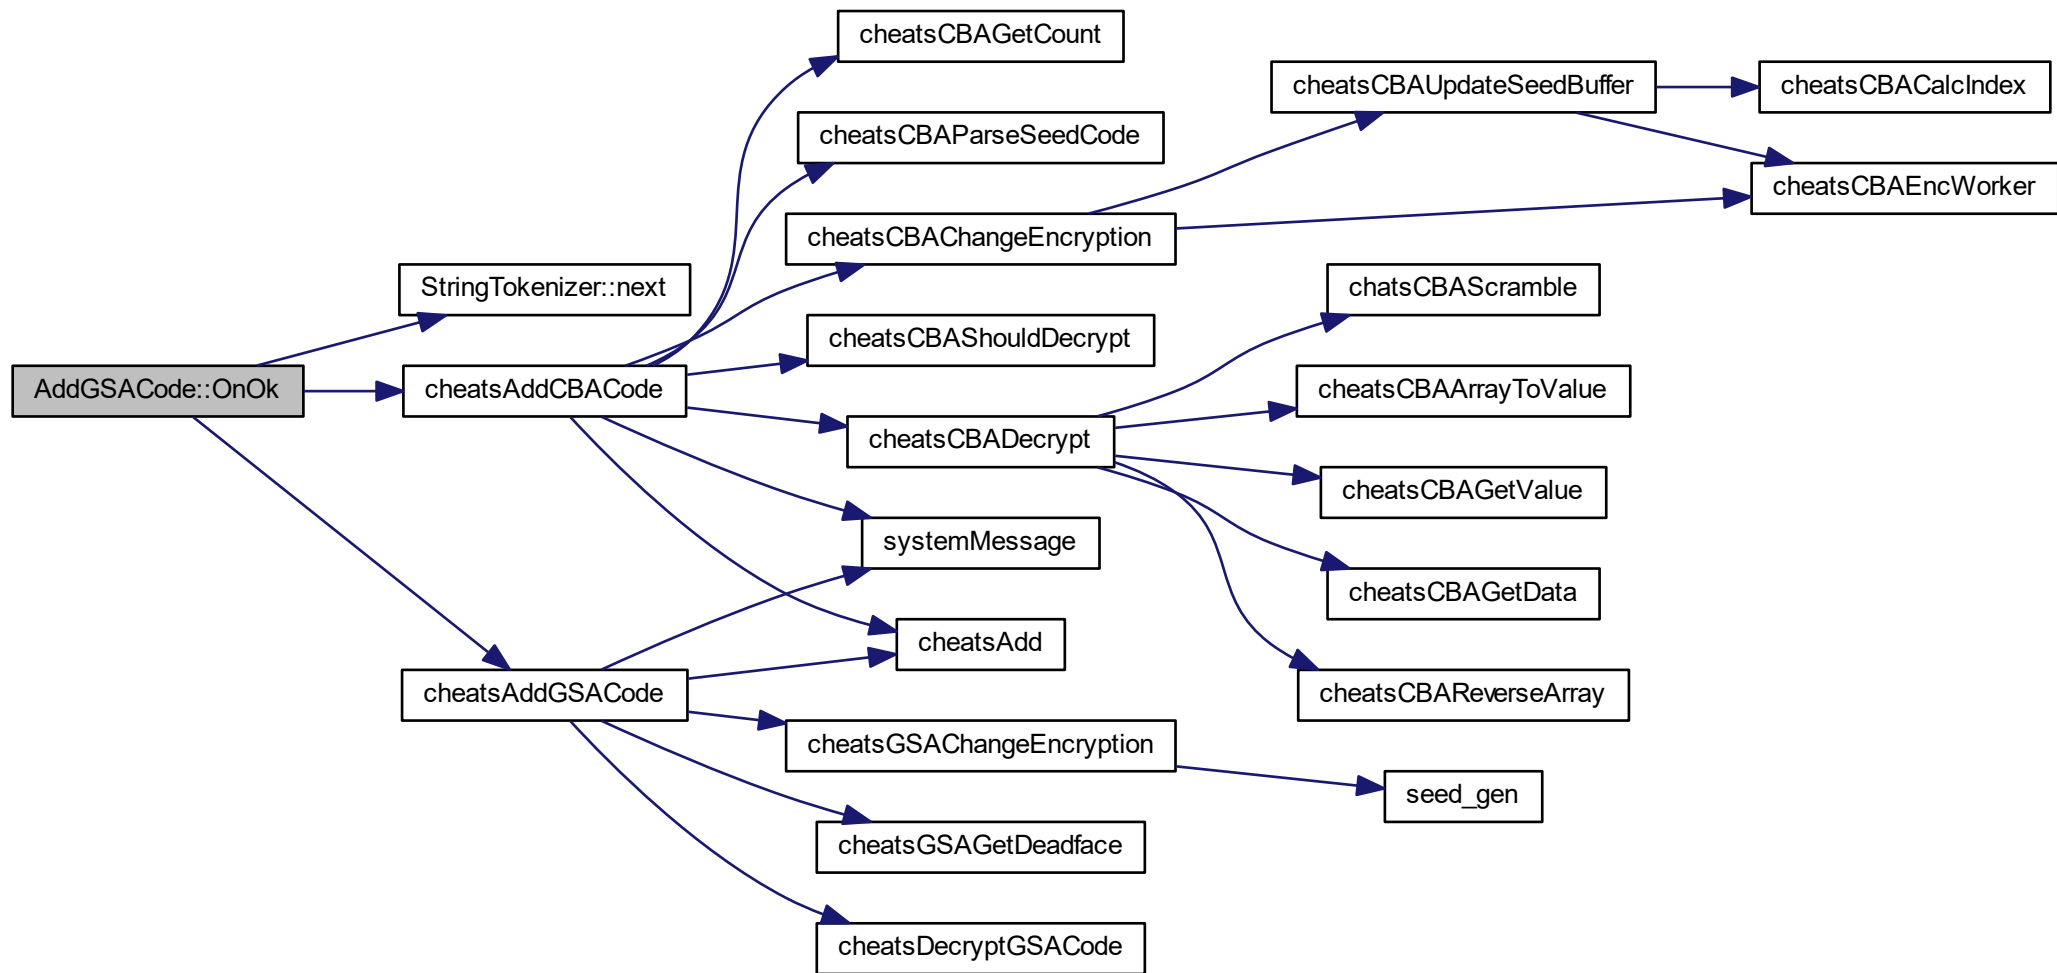 cheatsCBAGetCount
cheatsCBAUpdateSeedBuffer
cheatsCBACalcIndex
cheatsCBAParseSeedCode
cheatsCBAEncWorker
cheatsCBAChangeEncryption
StringTokenizer::next
chatsCBAScramble
cheatsCBAShouldDecrypt
AddGSACode::OnOk
cheatsAddCBACode
cheatsCBAArrayToValue
cheatsCBADecrypt
cheatsCBAGetValue
systemMessage
cheatsCBAGetData
cheatsAdd
cheatsAddGSACode
cheatsCBAReverseArray
cheatsGSAChangeEncryption
seed_gen
cheatsGSAGetDeadface
cheatsDecryptGSACode